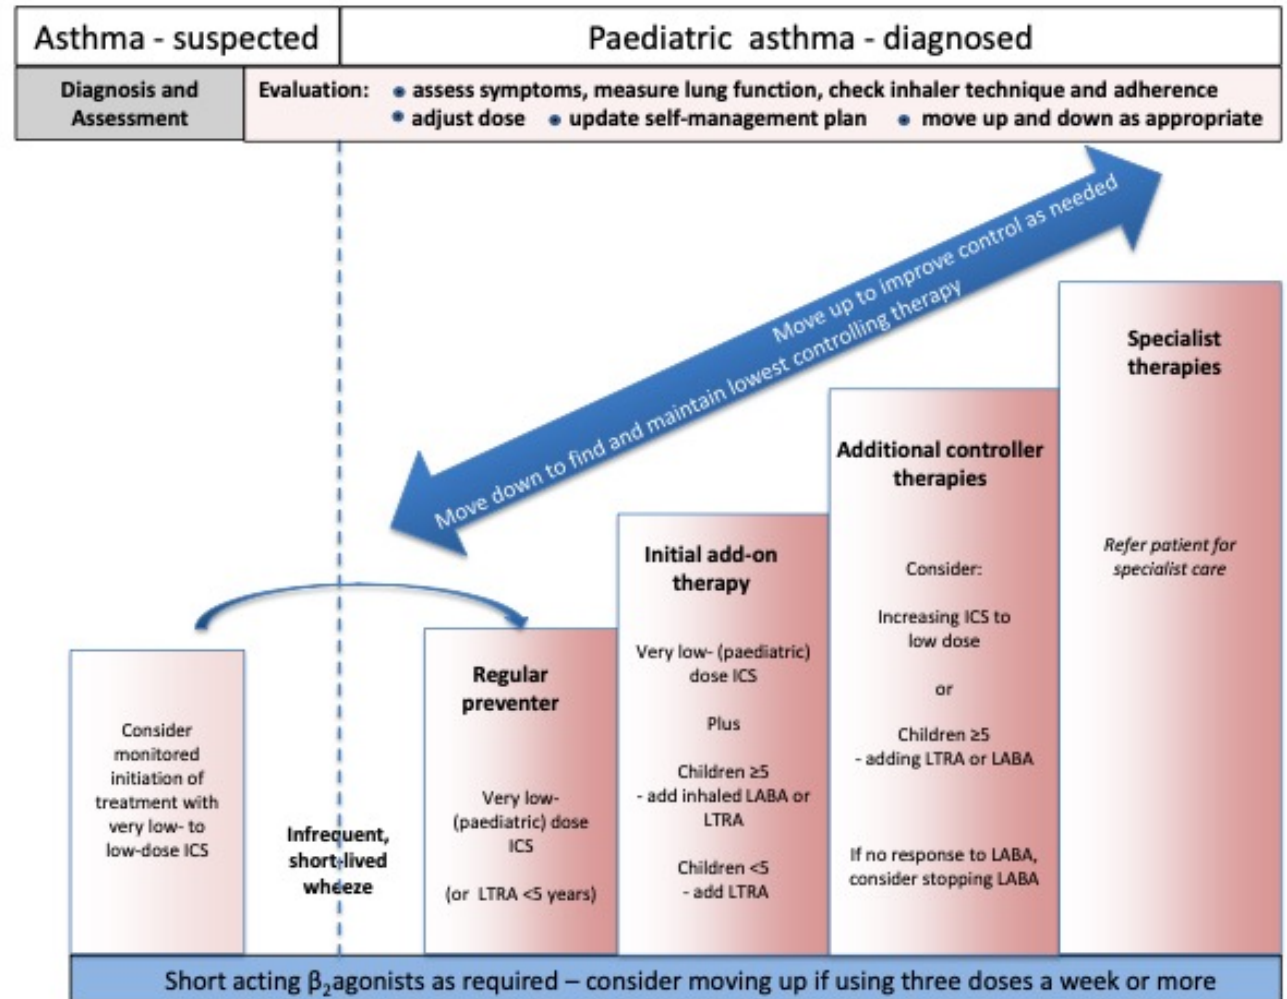 Asthma - suspected
Paediatric asthma - diagnosed
Diagnosis and
Assessment
Evaluation: • assess symptoms, measure lung function, check inhaler technique and adherence
• adjust dose • update self-management plan • move up and down as appropriate
Move up to improve control as needed
Move down to find and maintain lowest controlling therapy
Consider
monitored
initiation of
treatment with
very low- to
low-dose ICS
Infrequent,
short-lived
wheeze
Regular
preventer
Very low-
(paediatric) dose
ICS
(or LTRA <5 years)
Initial add-on
therapy
Very low- (paediatric)
dose ICS
Plus
Children ≥5
- add inhaled LABA or
LTRA
Children <5
- add LTRA
Additional controller
therapies
Consider:
Increasing ICS to
low dose
or
Children ≥5
- adding LTRA or LABA
If no response to LABA,
consider stopping LABA
Specialist
therapies
Refer patient for
specialist care
Short acting β₂agonists as required – consider moving up if using three doses a week or more